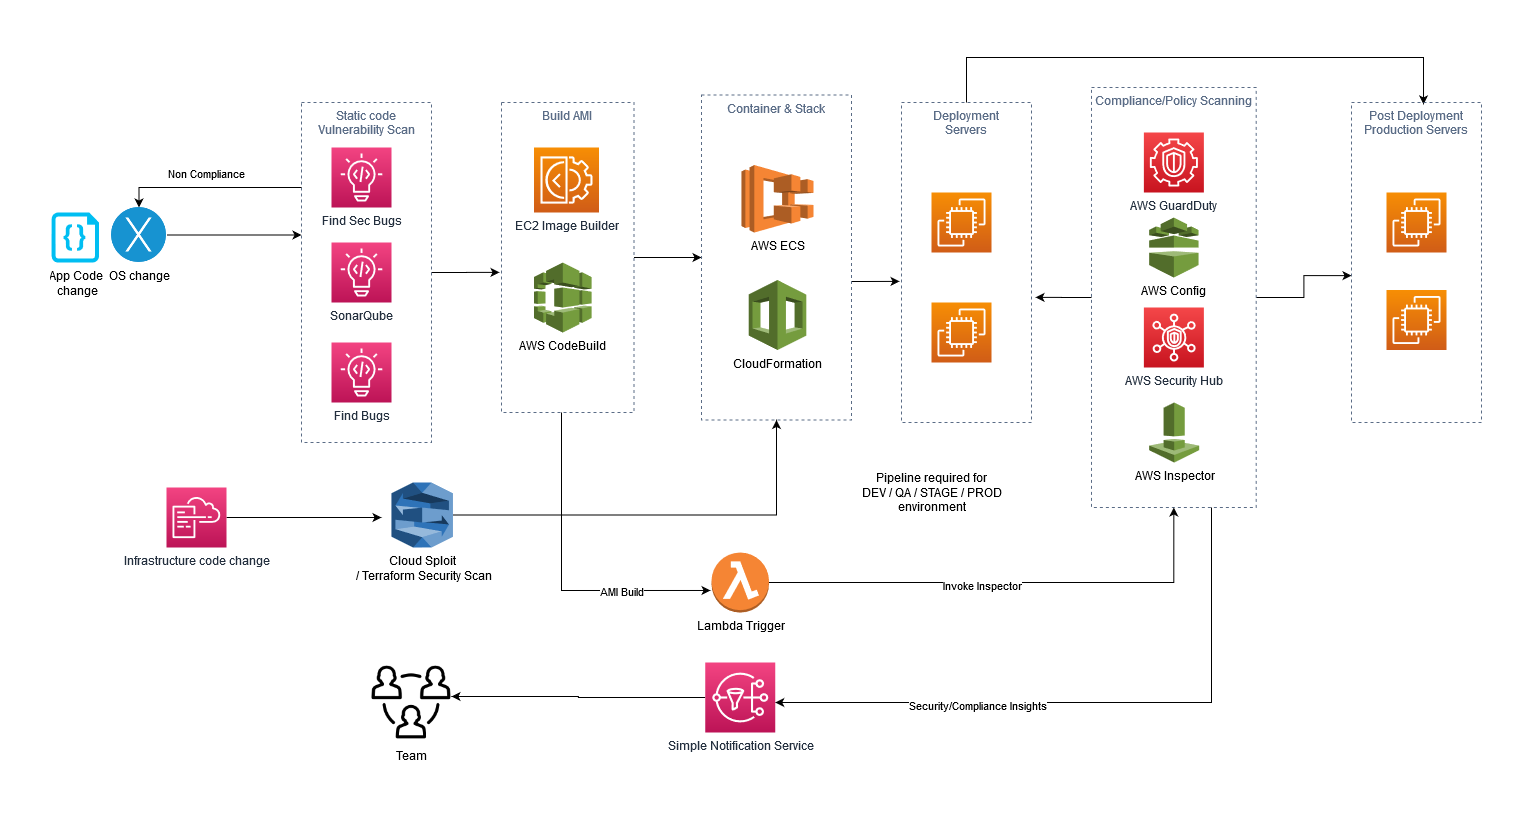 Static code
Vulnerability Scan
Find Sec Bugs
SonarQube
Find Bugs
Non Compliance
App Code
change
OS change
Build AMI
EC2 Image Builder
AWS CodeBuild
Container & Stack
AWS ECS
CloudFormation
Deployment
Servers
Compliance/Policy Scanning
AWS GuardDuty
AWS Config
AWS Security Hub
AWS Inspector
Post Deployment
Production Servers
Pipeline required for
DEV / QA / STAGE / PROD
environment
Infrastructure code change
Cloud Sploit
/ Terraform Security Scan
AMI Build
Lambda Trigger
Invoke Inspector
Security/Compliance Insights
Simple Notification Service
Team